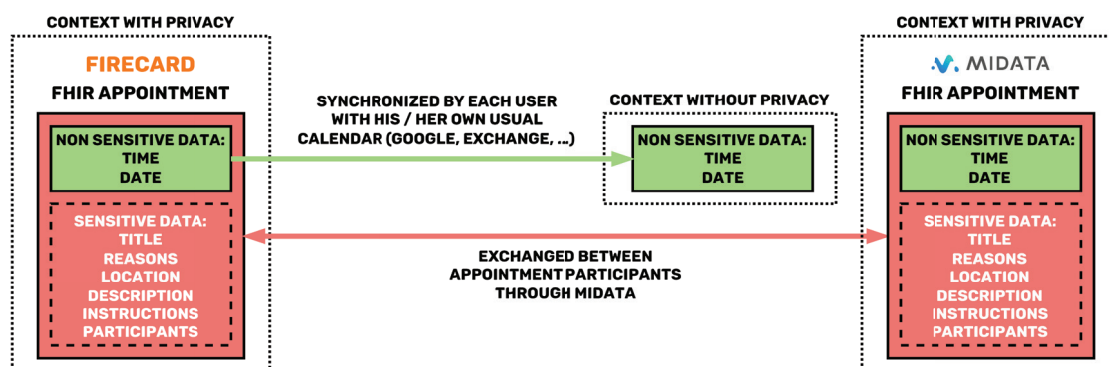 CONTEXT WITH PRIVACY
FIRECARD
FHIR APPOINTMENT
NON SENSITIVE DATA:
TIME
DATE
SENSITIVE DATA:
TITLE
REASONS
LOCATION
DESCRIPTION
INSTRUCTIONS
PARTICIPANTS
SYNCHRONIZED BY EACH USER
WITH HIS / HER OWN USUAL
CALENDAR (GOOGLE, EXCHANGE, ...)
CONTEXT WITHOUT PRIVACY
NON SENSITIVE DATA:
TIME
DATE
EXCHANGED BETWEEN
APPOINTMENT PARTICIPANTS
THROUGH MIDATA
CONTEXT WITH PRIVACY
MIDATA
FHIR APPOINTMENT
NON SENSITIVE DATA:
TIME
DATE
SENSITIVE DATA:
TITLE
REASONS
LOCATION
DESCRIPTION
INSTRUCTIONS
PARTICIPANTS